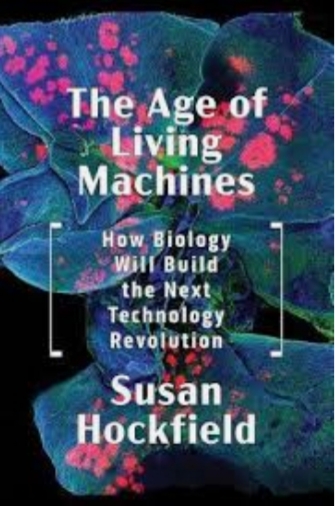 The Age of
Living
Machines
How Biology
Will Build
the Next
Technology
Revolution
Susan
Hockfield